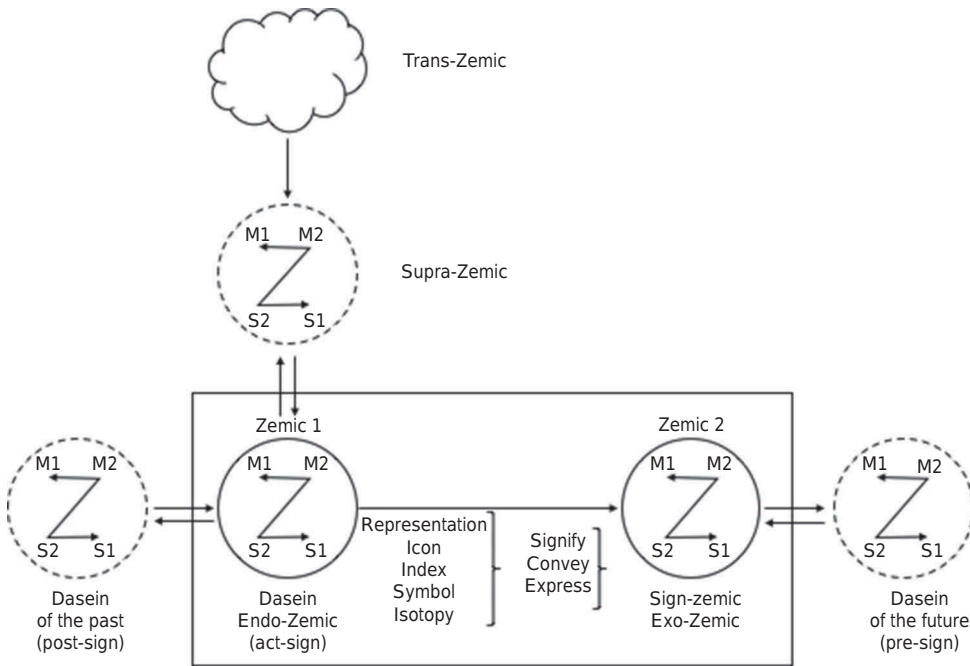 Trans-Zemic
M1 M2
Supra-Zemic
S2 S1
Zemic 1
Zemic 2
M1 M2
M1 M2
M1 M2
M1 M2
S2 S1
S2 S1
S2 S1
S2 S1
Representation
Icon
Index
Symbol
Isotopy
Signify
Convey
Express
Dasein
of the past
(post-sign)
Dasein
Endo-Zemic
(act-sign)
Sign-zemic
Exo-Zemic
Dasein
of the future
(pre-sign)